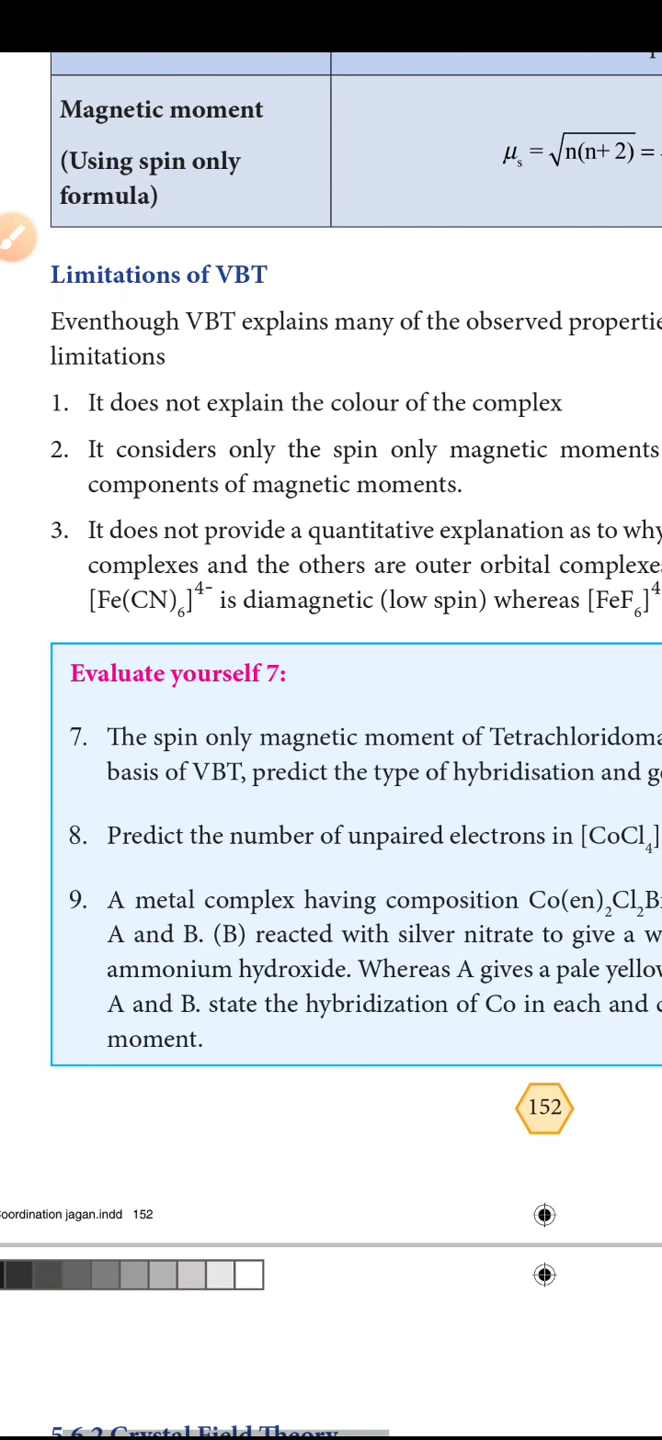 Magnetic moment
(Using spin only
formula)
μₛ = √n(n+ 2) =
Limitations of VBT
Eventhough VBT explains many of the observed
limitations
1. It does not explain the colour of the complex
2. It considers only the spin only magnetic moments
components of magnetic moments.
3. It does not provide a quantitative explanation as to
complexes and the others are outer orbital
[Fe(CN)₆]⁴⁻ is diamagnetic (low spin) whereas [FeF₆]⁴
Evaluate yourself 7:
7. The spin only magnetic moment of
basis of VBT, predict the type of hybridisation and
8. Predict the number of unpaired electrons in [CoCl₄]
9. A metal complex having composition Co(en)₂Cl₂B
A and B. (B) reacted with silver nitrate to give a
ammonium hydroxide. Whereas A gives a pale
A and B. state the hybridization of Co in each and
moment.
152
oordination jagan.indd 152
5.6.2 Crystal Field Theory